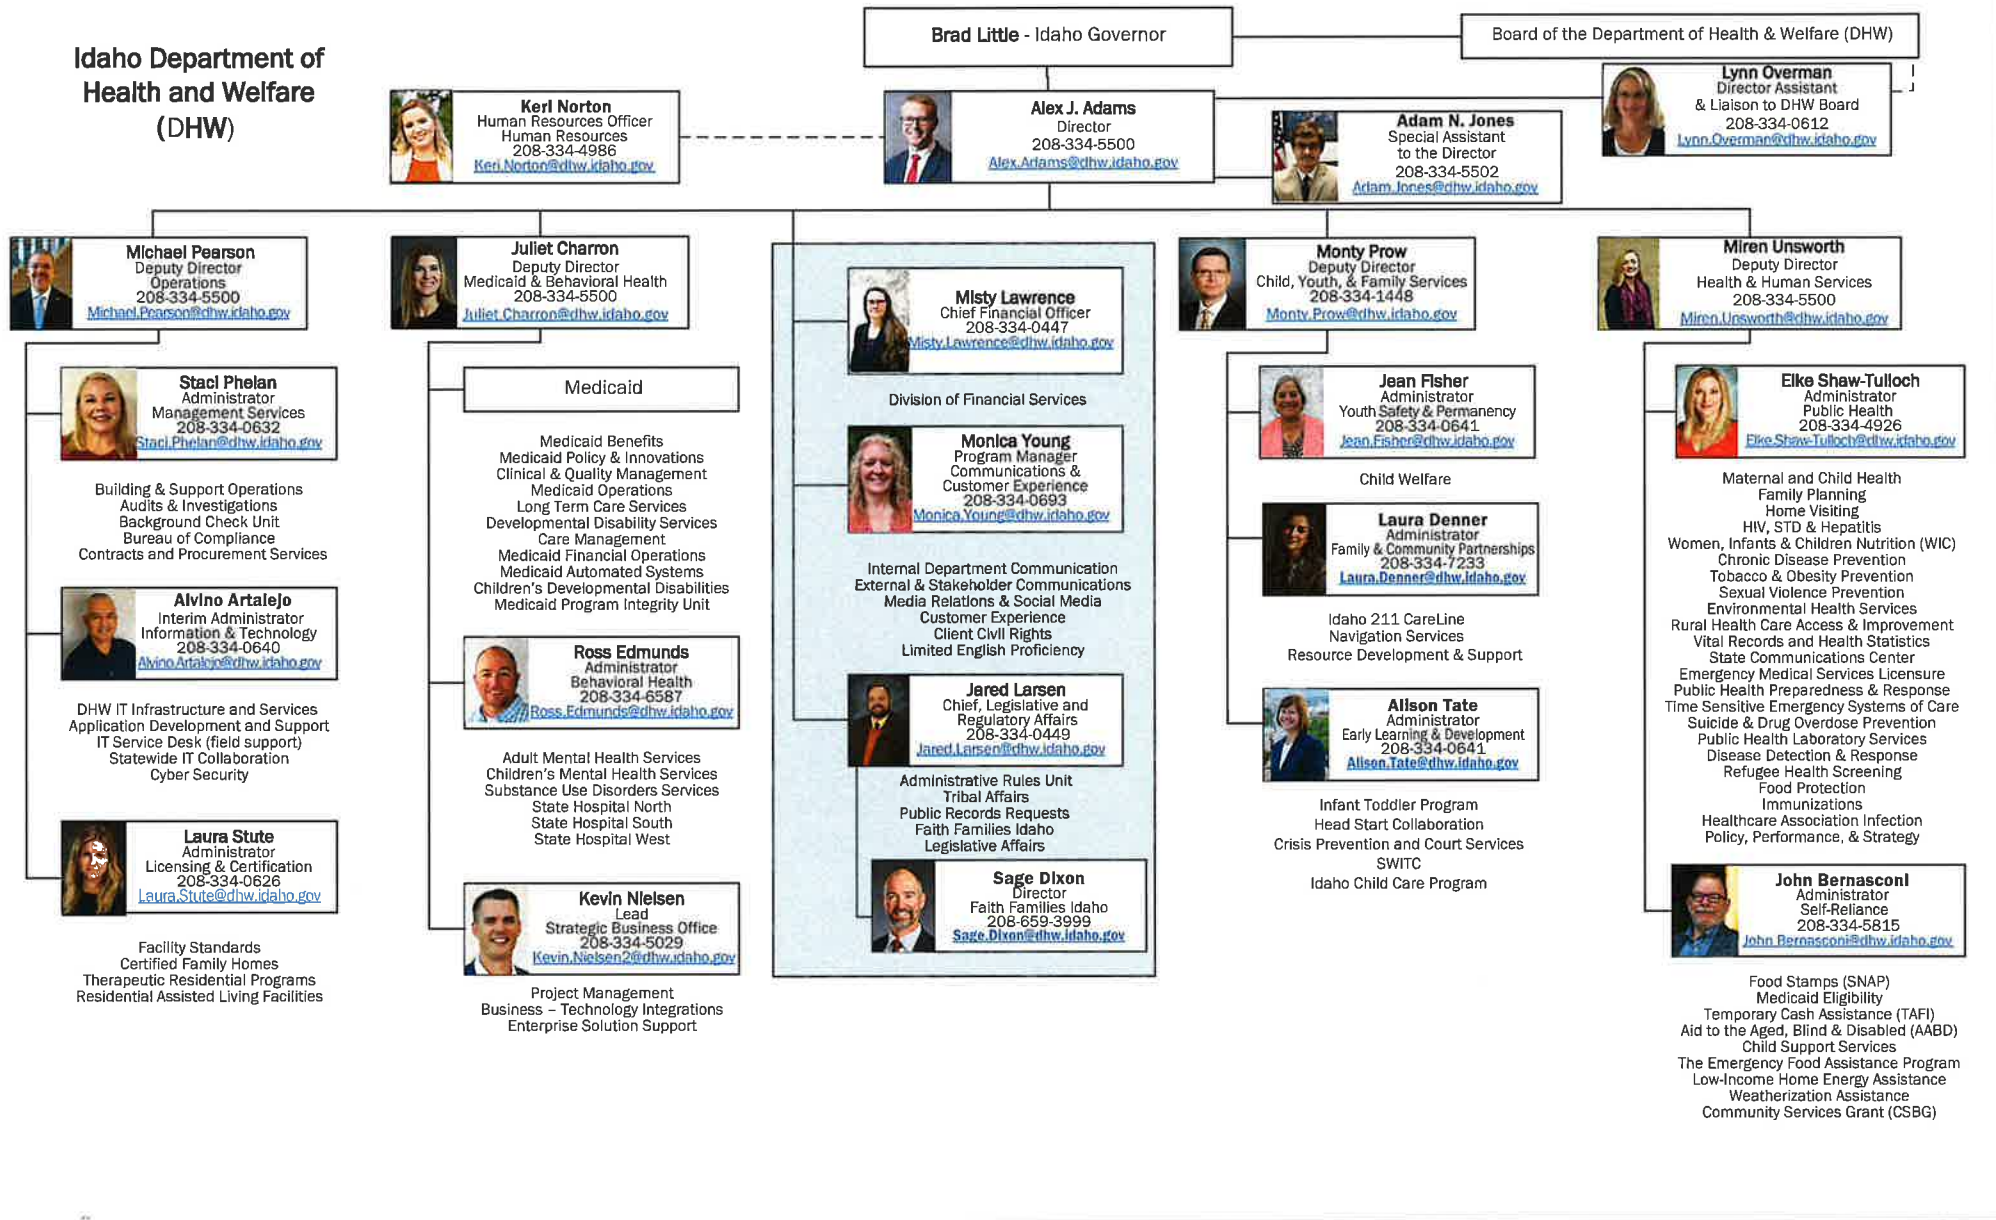 Idaho Department of
Health and Welfare
(DHW)
Brad Little - Idaho Governor
Board of the Department of Health & Welfare (DHW)
Keri Norton
Human Resources Officer
Human Resources
208-334-4986
Keri.Norton@dhw.idaho.gov
Alex J. Adams
Director
208-334-5500
Alex.Adams@dhw.idaho.gov
Adam N. Jones
Special Assistant
to the Director
208-334-5502
Adam.Jones@dhw.idaho.gov
Lynn Overman
Director Assistant
& Liaison to DHW Board
208-334-0612
Lynn.Overman@dhw.idaho.gov
Michael Pearson
Deputy Director
Operations
208-334-5500
Michael.Pearson@dhw.idaho.gov
Staci Phelan
Administrator
Management Services
208-334-0632
Staci.Phelan@dhw.idaho.gov
Building & Support Operations
Audits & Investigations
Background Check Unit
Bureau of Compliance
Contracts and Procurement Services
Alvino Artalejo
Interim Administrator
Information & Technology
208-334-0640
Alvino.Artalejo@dhw.idaho.gov
DHW IT Infrastructure and Services
Application Development and Support
IT Service Desk (field support)
Statewide IT Collaboration
Cyber Security
Laura Stute
Administrator
Licensing & Certification
208-334-0626
Laura.Stute@dhw.idaho.gov
Facility Standards
Certified Family Homes
Therapeutic Residential Programs
Residential Assisted Living Facilities
Juliet Charron
Deputy Director
Medicaid & Behavioral Health
208-334-5500
Juliet.Charron@dhw.idaho.gov
Medicaid
Medicaid Benefits
Medicaid Policy & Innovations
Clinical & Quality Management
Medicaid Operations
Long Term Care Services
Developmental Disability Services
Care Management
Medicaid Financial Operations
Medicaid Automated Systems
Children's Developmental Disabilities
Medicaid Program Integrity Unit
Ross Edmunds
Administrator
Behavioral Health
208-334-6587
Ross.Edmunds@dhw.idaho.gov
Adult Mental Health Services
Children's Mental Health Services
Substance Use Disorders Services
State Hospital North
State Hospital South
State Hospital West
Kevin Nielsen
Lead
Strategic Business Office
208-334-5029
Kevin.Nielsen2@dhw.idaho.gov
Project Management
Business – Technology Integrations
Enterprise Solution Support
Misty Lawrence
Chief Financial Officer
208-334-0447
Misty.Lawrence@dhw.idaho.gov
Division of Financial Services
Monica Young
Program Manager
Communications &
Customer Experience
208-334-0693
Monica.Young@dhw.idaho.gov
Internal Department Communication
External & Stakeholder Communications
Media Relations & Social Media
Customer Experience
Client Civil Rights
Limited English Proficiency
Jared Larsen
Chief, Legislative and
Regulatory Affairs
208-334-0449
Jared.Larsen@dhw.idaho.gov
Administrative Rules Unit
Tribal Affairs
Public Records Requests
Faith Families Idaho
Legislative Affairs
Sage Dixon
Director
Faith Families Idaho
208-659-3999
Sage.Dixon@dhw.idaho.gov
Monty Prow
Deputy Director
Child, Youth, & Family Services
208-334-1448
Monty.Prow@dhw.idaho.gov
Jean Fisher
Administrator
Youth Safety & Permanency
208-334-0641
Jean.Fisher@dhw.idaho.gov
Child Welfare
Laura Denner
Administrator
Family & Community Partnerships
208-334-7233
Laura.Denner@dhw.idaho.gov
Idaho 211 CareLine
Navigation Services
Resource Development & Support
Alison Tate
Administrator
Early Learning & Development
208-334-0641
Alison.Tate@dhw.idaho.gov
Infant Toddler Program
Head Start Collaboration
Crisis Prevention and Court Services
SWITC
Idaho Child Care Program
Miren Unsworth
Deputy Director
Health & Human Services
208-334-5500
Miren.Unsworth@dhw.idaho.gov
Elke Shaw-Tulloch
Administrator
Public Health
208-334-4926
Elke.Shaw-Tulloch@dhw.idaho.gov
Maternal and Child Health
Family Planning
Home Visiting
HIV, STD & Hepatitis
Women, Infants & Children Nutrition (WIC)
Chronic Disease Prevention
Tobacco & Obesity Prevention
Sexual Violence Prevention
Environmental Health Services
Rural Health Care Access & Improvement
Vital Records and Health Statistics
State Communications Center
Emergency Medical Services Licensure
Public Health Preparedness & Response
Time Sensitive Emergency Systems of Care
Suicide & Drug Overdose Prevention
Public Health Laboratory Services
Disease Detection & Response
Refugee Health Screening
Food Protection
Immunizations
Healthcare Association Infection
Policy, Performance, & Strategy
John Bernasconi
Administrator
Self-Reliance
208-334-5815
John.Bernasconi@dhw.idaho.gov
Food Stamps (SNAP)
Medicaid Eligibility
Temporary Cash Assistance (TAFI)
Aid to the Aged, Blind & Disabled (AABD)
Child Support Services
The Emergency Food Assistance Program
Low-Income Home Energy Assistance
Weatherization Assistance
Community Services Grant (CSBG)